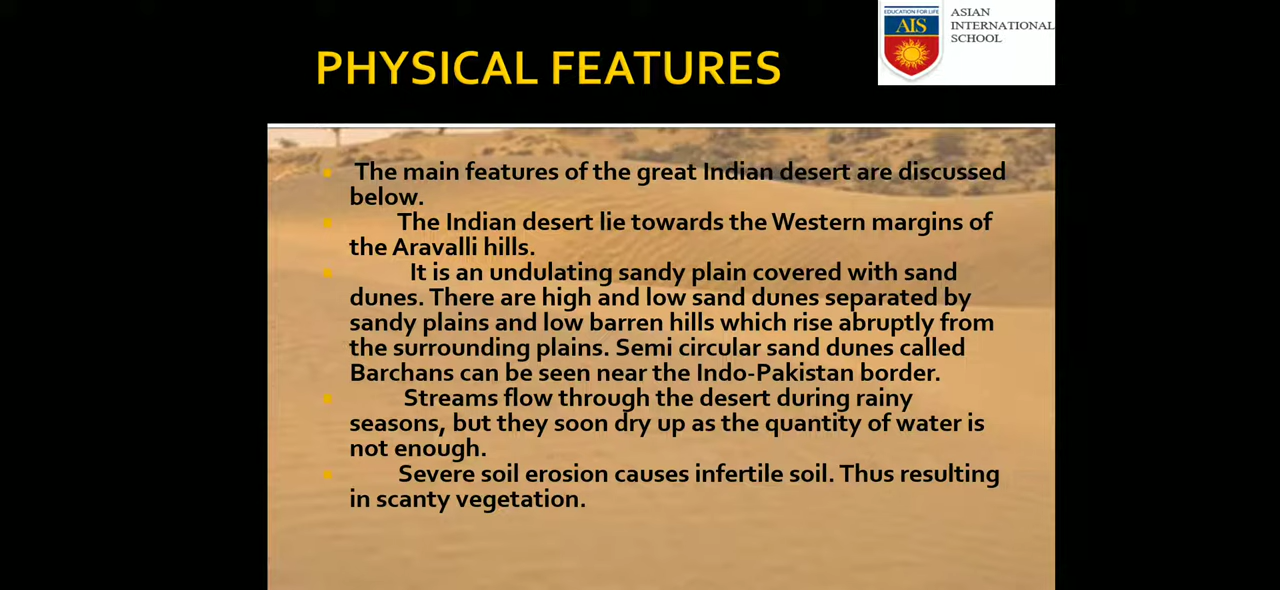 EDUCATION FOR LIFE
AIS
ASIAN
INTERNATIONAL
SCHOOL
PHYSICAL FEATURES
The main features of the great Indian desert are discussed
below.
The Indian desert lie towards the Western margins of
the Aravalli hills.
It is an undulating sandy plain covered with sand
dunes. There are high and low sand dunes separated by
sandy plains and low barren hills which rise abruptly from
the surrounding plains. Semi circular sand dunes called
Barchans can be seen near the Indo-Pakistan border.
Streams flow through the desert during rainy
seasons, but they soon dry up as the quantity of water is
not enough.
Severe soil erosion causes infertile soil. Thus resulting
in scanty vegetation.